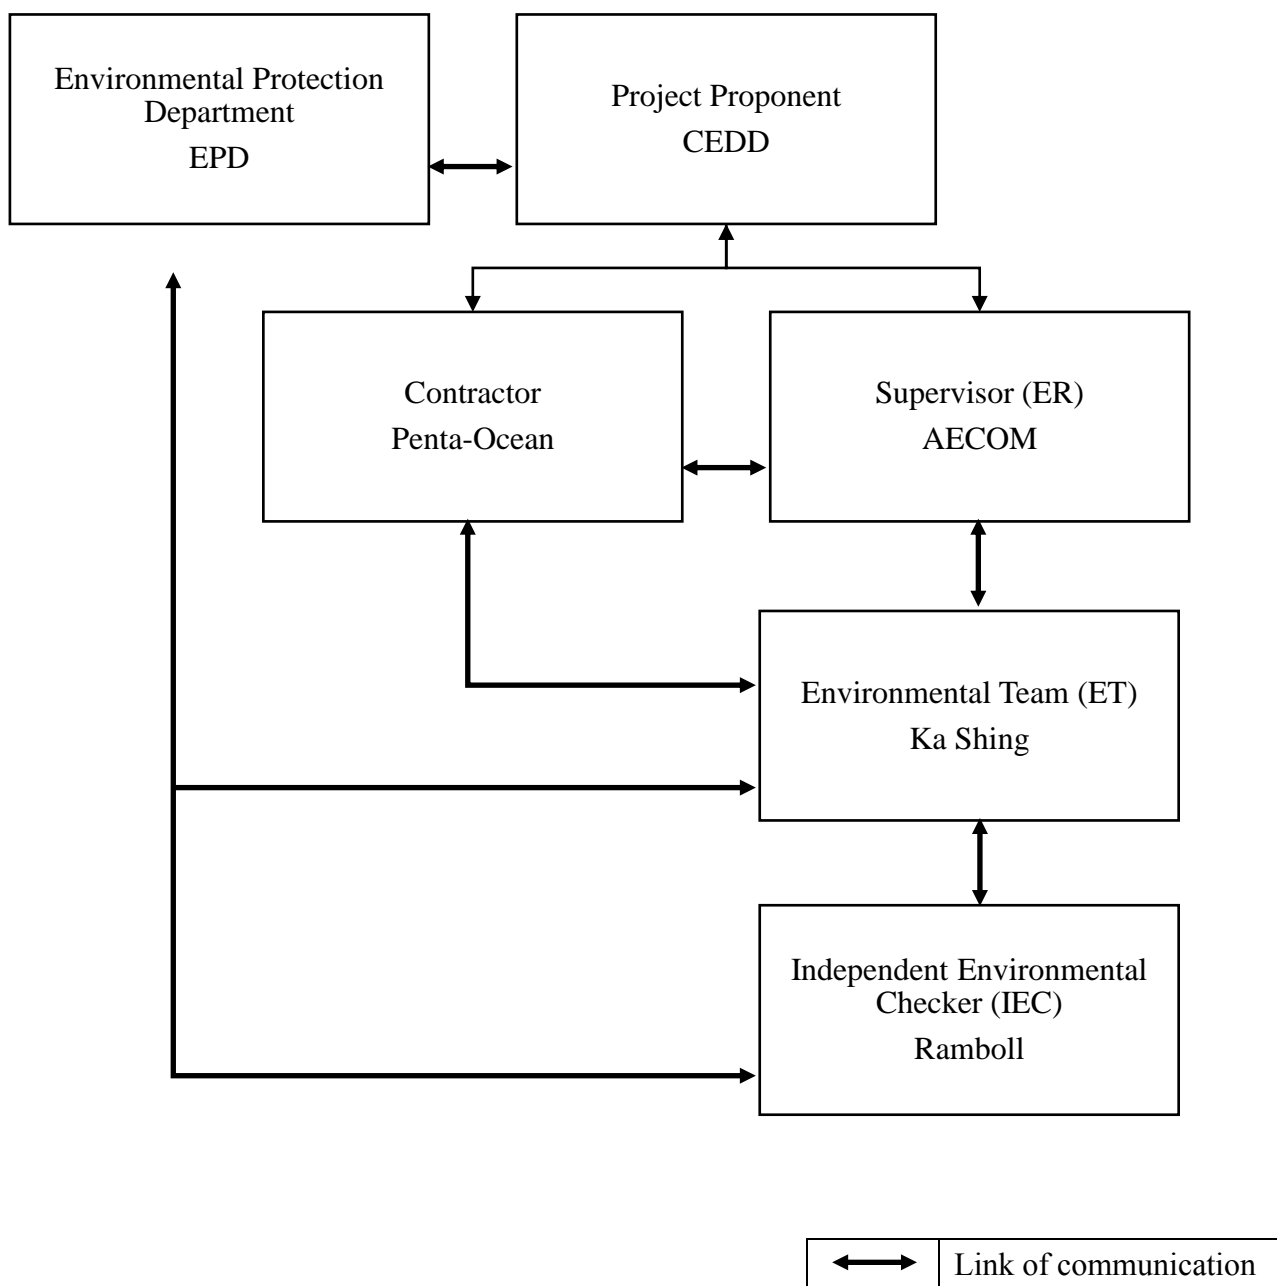 Environmental Protection
Department
EPD
Project Proponent
CEDD
Contractor
Penta-Ocean
Supervisor (ER)
AECOM
Environmental Team (ET)
Ka Shing
Independent Environmental
Checker (IEC)
Ramboll
Link of communication